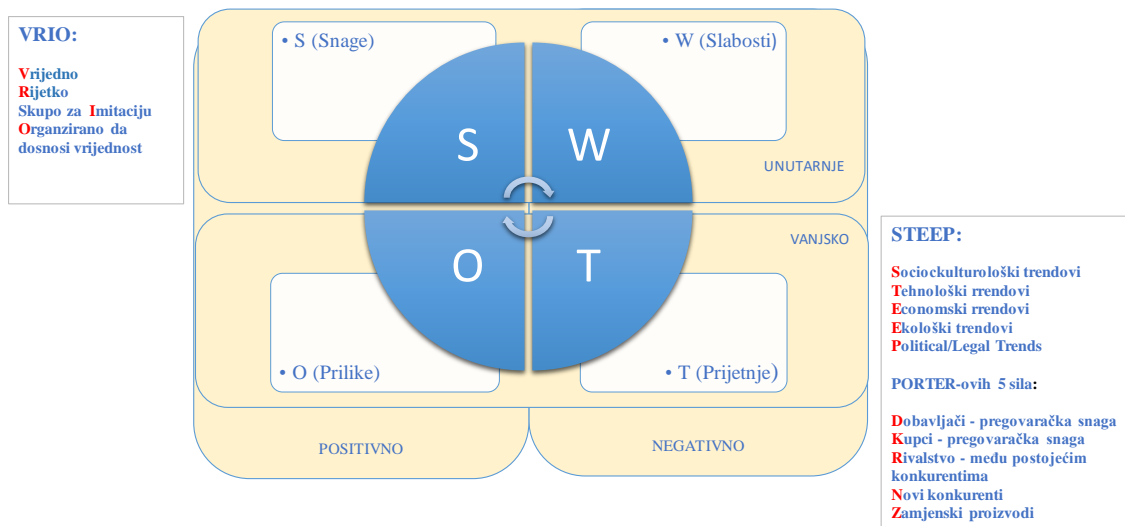 VRIO:
Vrijedno
Rijetko
Skupo za Imitaciju
Organzirano da
dosnosi vrijednost
• S (Snage)
• W (Slabosti)
S
W
UNUTARNJE
VANJSKO
O
T
• O (Prilike)
• T (Prijetnje)
POSITIVNO
NEGATIVNO
STEEP:
Sociockulturološki trendovi
Tehnološki rrendovi
Economski rrendovi
Ekološki trendovi
Political/Legal Trends
PORTER-ovih 5 sila:
Dobavljači - pregovaračka snaga
Kupci - pregovaračka snaga
Rivalstvo - među postojećim
konkurentima
Novi konkurenti
Zamjenski proizvodi